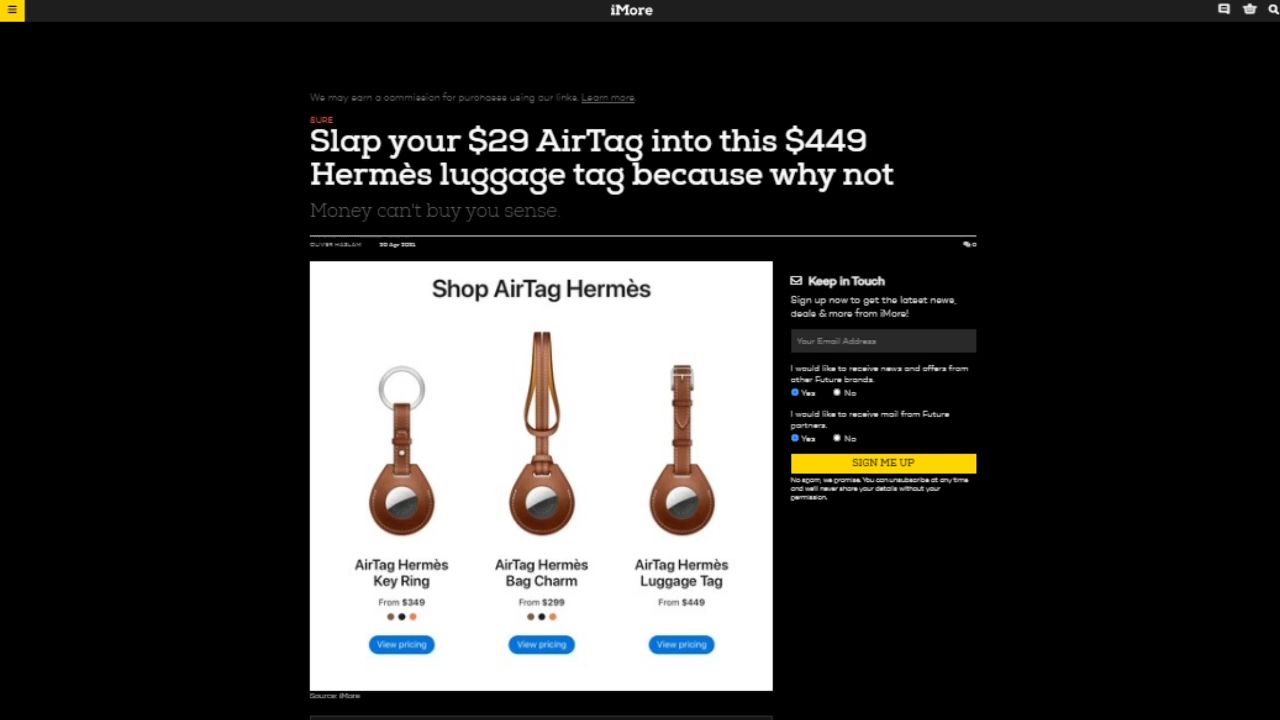 iMore
We may earn a commission for purchases using our links. Learn more.
SURE
Slap your $29 AirTag into this $449
Hermès luggage tag because why not
Money can't buy you sense.
OLIVER HASLAM 20 Apr 2021 0
Shop AirTag Hermès
AirTag Hermès
Key Ring
From $349
View pricing
AirTag Hermès
Bag Charm
From $299
View pricing
AirTag Hermès
Luggage Tag
From $449
View pricing
Source: iMore
Keep in Touch
Sign up now to get the latest news,
deals & more from iMore!
Your Email Address
I would like to receive news and offers from
other Future brands.
Yes No
I would like to receive mail from Future
partners.
Yes No
SIGN ME UP
No spam, we promise. You can unsubscribe at any time
and we'll never share your details without your
permission.